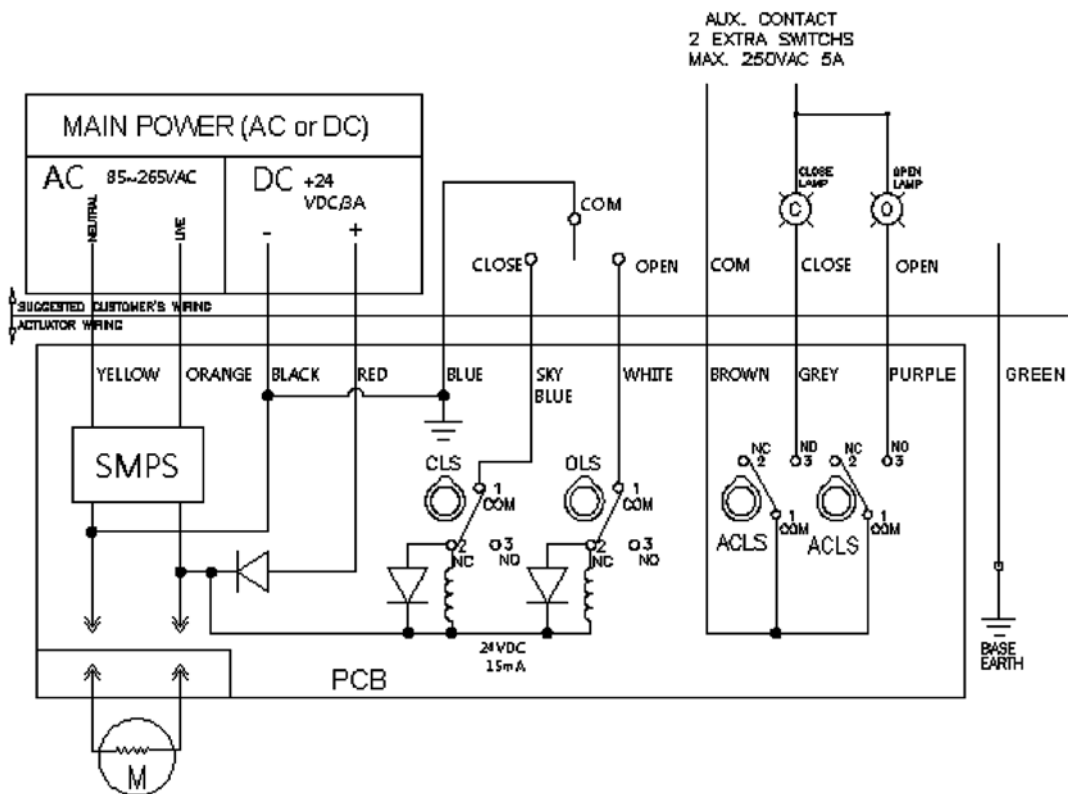 AUX. CONTACT
2 EXTRA SWITCHS
MAX. 250VAC 5A
MAIN POWER (AC or DC)
AC 85~265VAC
DC +24
VDC/3A
NEUTRAL
LIVE
- +
COM
CLOSE
LAMP
OPEN
LAMP
C
O
CLOSE
OPEN
COM
CLOSE
OPEN
SUGGESTED CUSTOMER'S WIRING
ACTUATOR WIRING
YELLOW
ORANGE
BLACK
RED
BLUE
SKY
BLUE
WHITE
BROWN
GREY
PURPLE
GREEN
SMPS
CLS
1
COM
2
NC
3
NO
OLS
1
COM
2
NC
3
NO
NC
2
NO
3
1
COM
ACLS
NC
2
NO
3
1
COM
ACLS
24VDC
15mA
BASE
EARTH
PCB
M